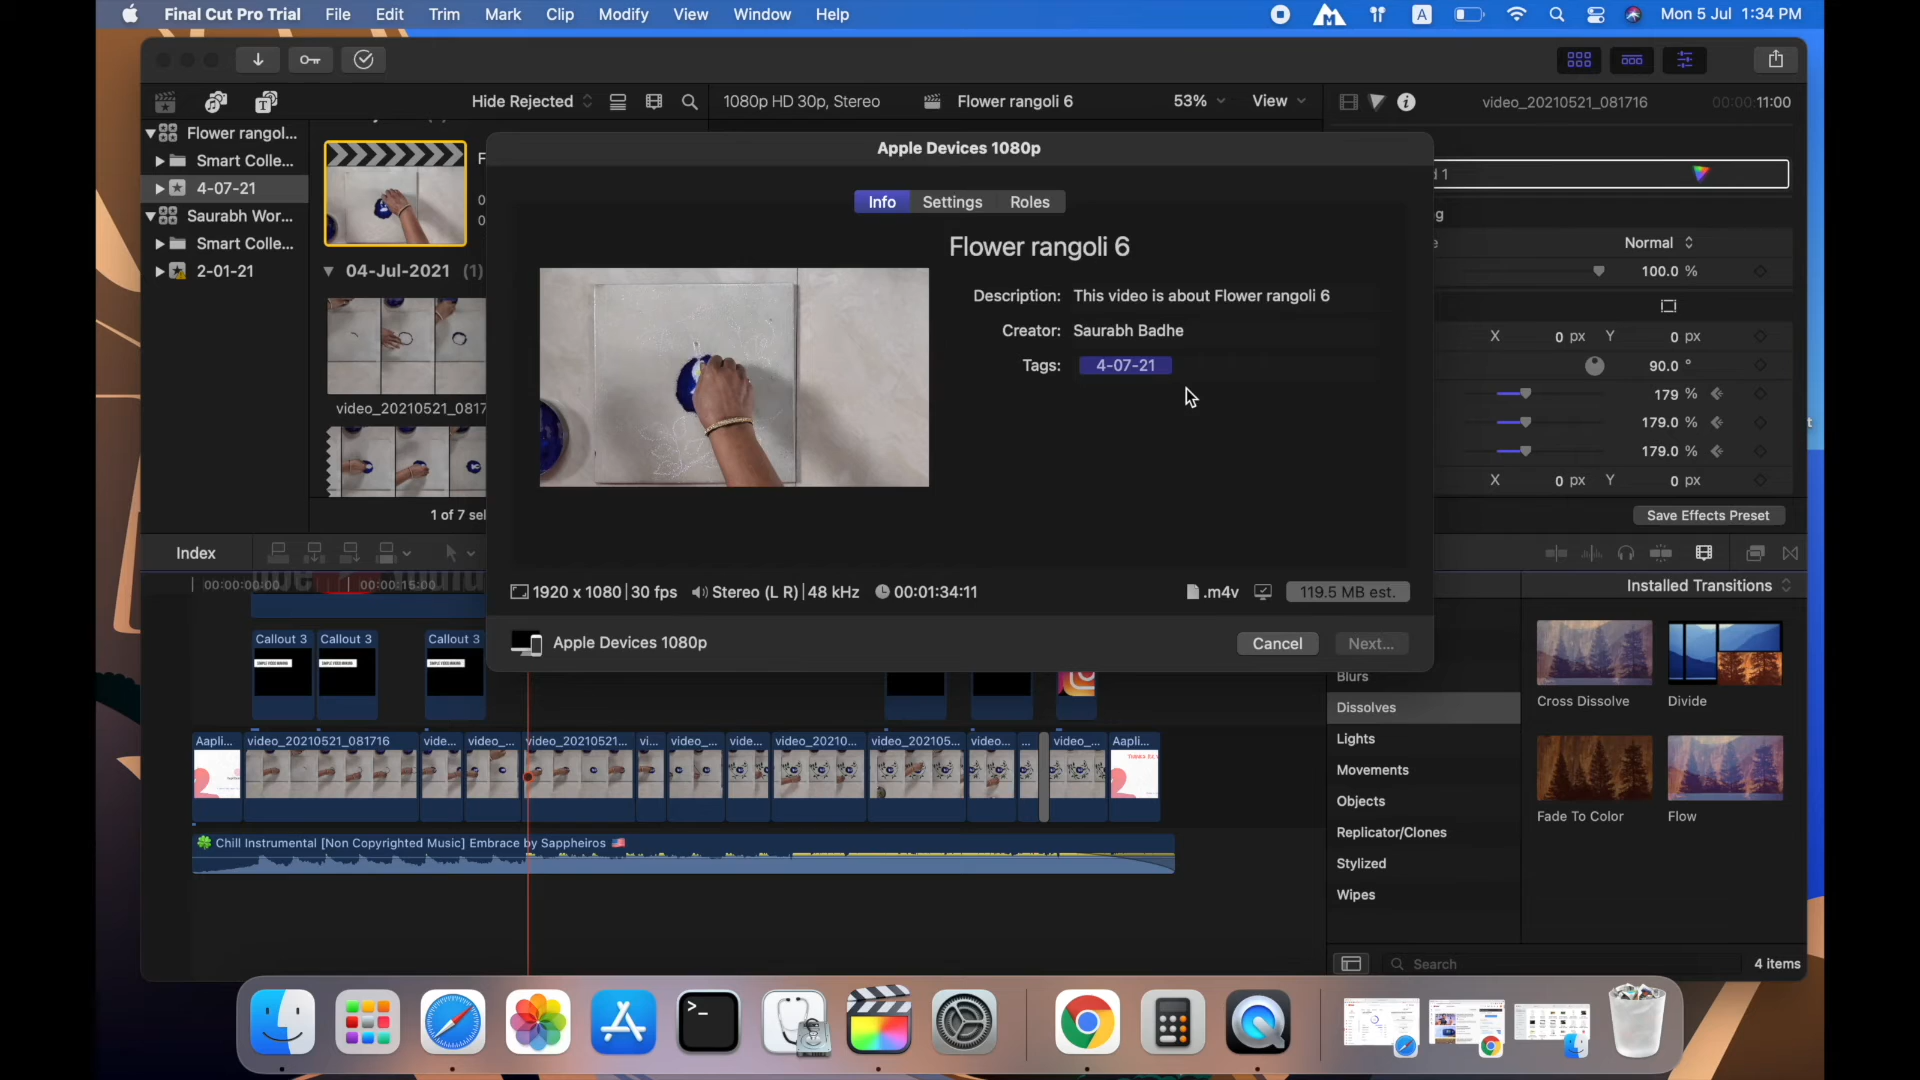 Final Cut Pro Trial File Edit Trim Mark Clip Modify View Window Help A Mon 5 Jul 1:34 PM
Hide Rejected 1080p HD 30p, Stereo Flower rangoli 6 53% View video_20210521_081716 00:00:11:00
Flower rangol...
Smart Colle...
4-07-21
Saurabh Wor...
Smart Colle...
2-01-21
04-Jul-2021 (1)
video_20210521_0817
1 of 7 sel
Apple Devices 1080p
Info Settings Roles
Flower rangoli 6
Description: This video is about Flower rangoli 6
Creator: Saurabh Badhe
Tags: 4-07-21
1920 x 1080 | 30 fps Stereo (L R) | 48 kHz 00:01:34:11 .m4v 119.5 MB est.
Apple Devices 1080p Cancel Next...
Normal
100.0 %
X 0 px Y 0 px
90.0 °
179 %
179.0 %
179.0 %
X 0 px Y 0 px
Save Effects Preset
Index
00:00:00:00 00:00:15:00
Callout 3 Callout 3 Callout 3
Aapli... video_20210521_081716 vide... video_... video_20210521... vi... video_... vide... video_20210... video_202105... video... ... video_... Aapli...
Chill Instrumental [Non Copyrighted Music] Embrace by Sappheiros
Installed Transitions
Blurs
Dissolves
Lights
Movements
Objects
Replicator/Clones
Stylized
Wipes
Cross Dissolve Divide
Fade To Color Flow
Search 4 items